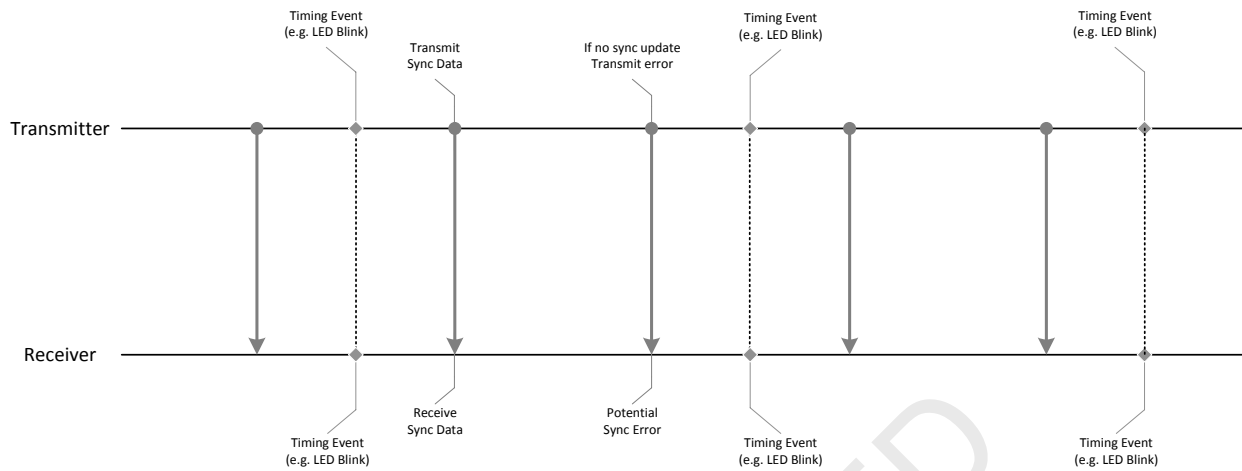 Timing Event
(e.g. LED Blink)
Transmit
Sync Data
If no sync update
Transmit error
Timing Event
(e.g. LED Blink)
Timing Event
(e.g. LED Blink)
Transmitter
Receiver
Timing Event
(e.g. LED Blink)
Receive
Sync Data
Potential
Sync Error
Timing Event
(e.g. LED Blink)
Timing Event
(e.g. LED Blink)